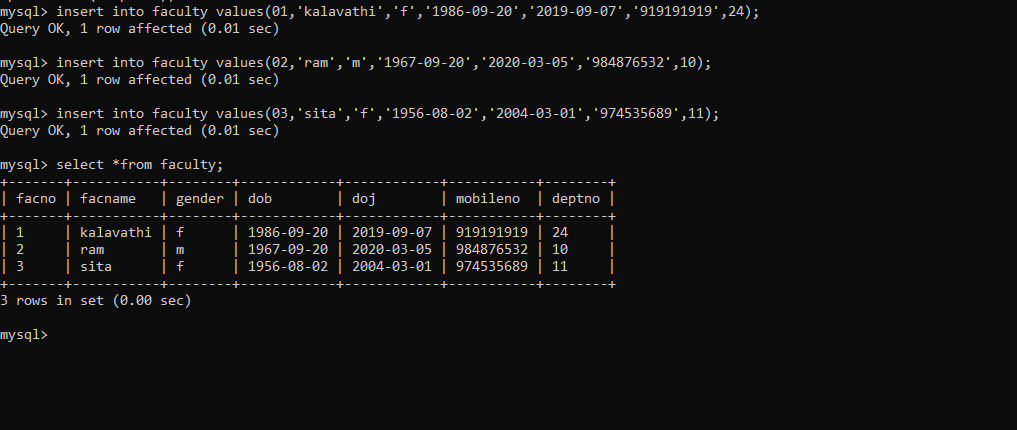 mysql> insert into faculty values(01,'kalavathi','f','1986-09-20','2019-09-07','919191919',24);
Query OK, 1 row affected (0.01 sec)
mysql> insert into faculty values(02,'ram','m','1967-09-20','2020-03-05','984876532',10);
Query OK, 1 row affected (0.01 sec)
mysql> insert into faculty values(03,'sita','f','1956-08-02','2004-03-01','974535689',11);
Query OK, 1 row affected (0.01 sec)
mysql> select *from faculty;
+-------+-----------+--------+------------+------------+-----------+--------+
| facno | facname   | gender | dob        | doj        | mobileno  | deptno |
+-------+-----------+--------+------------+------------+-----------+--------+
| 1     | kalavathi | f      | 1986-09-20 | 2019-09-07 | 919191919 | 24     |
| 2     | ram       | m      | 1967-09-20 | 2020-03-05 | 984876532 | 10     |
| 3     | sita      | f      | 1956-08-02 | 2004-03-01 | 974535689 | 11     |
+-------+-----------+--------+------------+------------+-----------+--------+
3 rows in set (0.00 sec)
mysql>